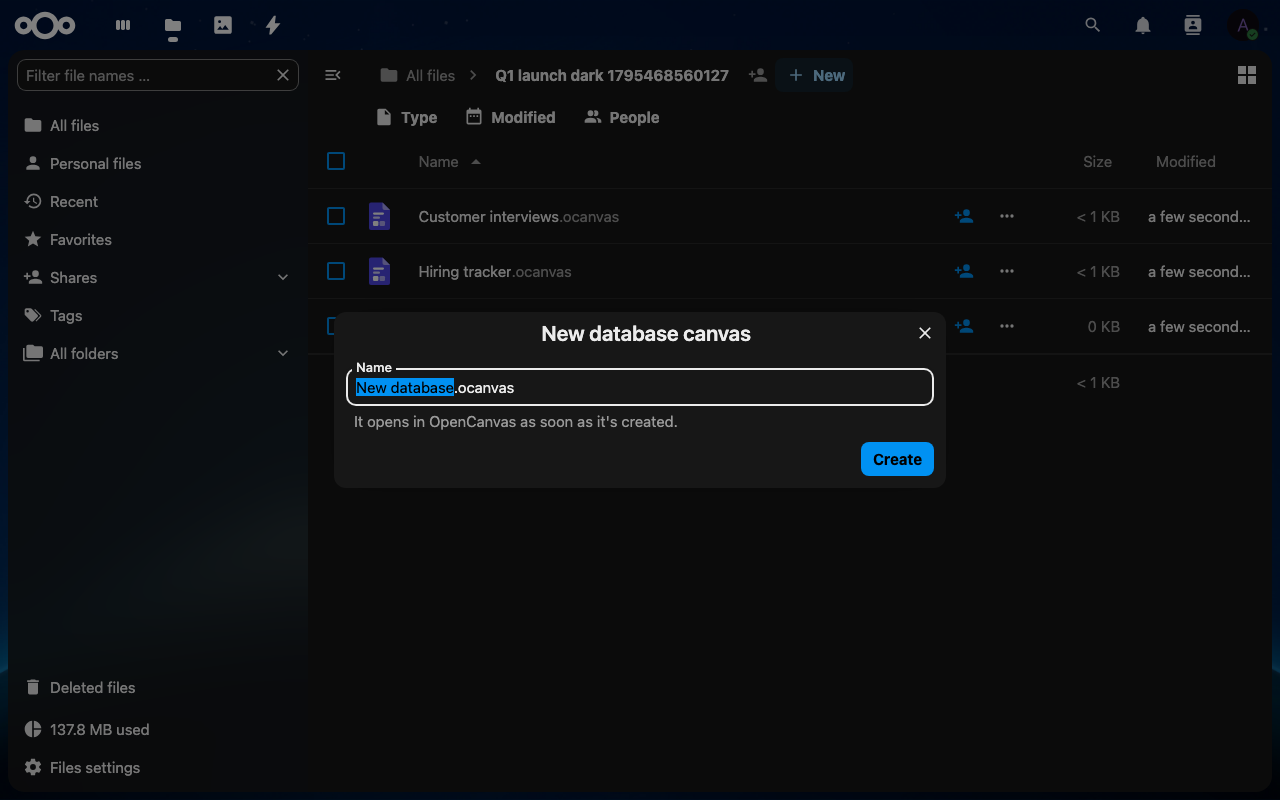 A
Filter file names ...
All files
Q1 launch dark 1795468560127
New
Type
Modified
People
All files
Personal files
Recent
Favorites
Shares
Tags
All folders
Name
Size
Modified
Customer interviews.ocanvas
< 1 KB
a few second...
Hiring tracker.ocanvas
< 1 KB
a few second...
0 KB
a few second...
< 1 KB
New database canvas
Name
New database.ocanvas
It opens in OpenCanvas as soon as it's created.
Create
Deleted files
137.8 MB used
Files settings